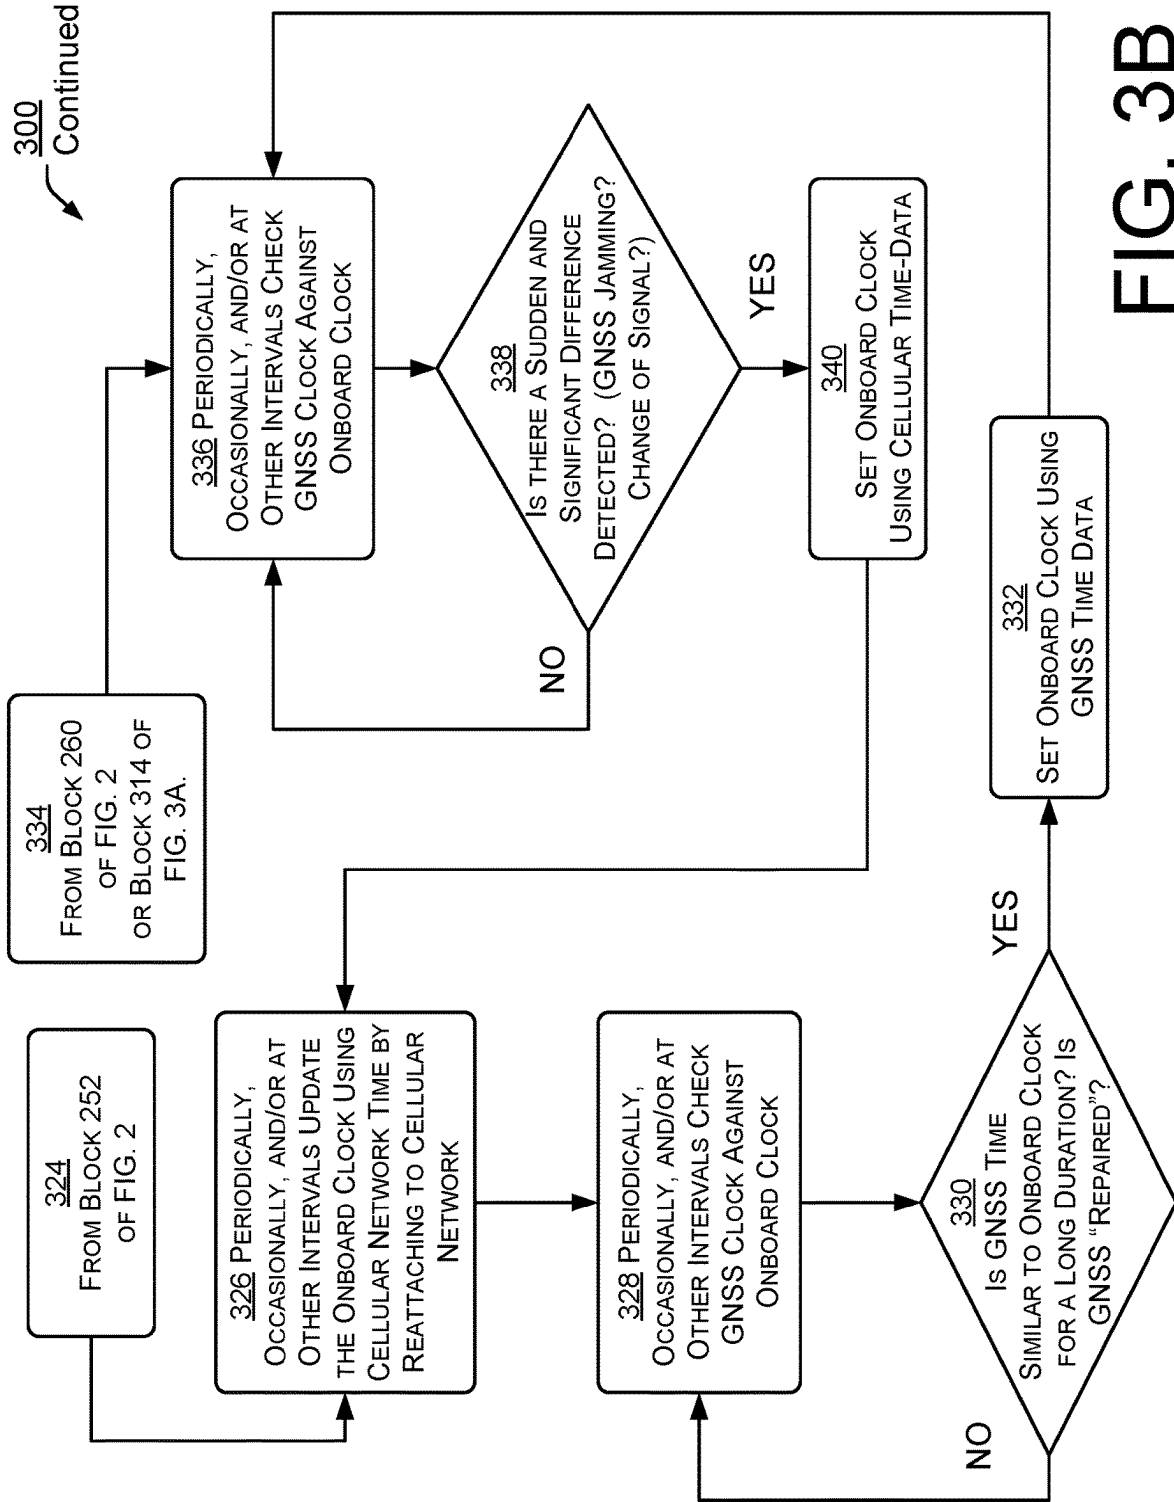 300
Continued
324
FROM BLOCK 252
OF FIG. 2
326 PERIODICALLY,
OCCASIONALLY, AND/OR AT
OTHER INTERVALS UPDATE
THE ONBOARD CLOCK USING
CELLULAR NETWORK TIME BY
REATTACHING TO CELLULAR
NETWORK
328 PERIODICALLY,
OCCASIONALLY, AND/OR AT
OTHER INTERVALS CHECK
GNSS CLOCK AGAINST
ONBOARD CLOCK
330
IS GNSS TIME
SIMILAR TO ONBOARD CLOCK
FOR A LONG DURATION? IS
GNSS “REPAIRED”?
NO
YES
332
SET ONBOARD CLOCK USING
GNSS TIME DATA
334
FROM BLOCK 260
OF FIG. 2
OR BLOCK 314 OF
FIG. 3A.
336 PERIODICALLY,
OCCASIONALLY, AND/OR AT
OTHER INTERVALS CHECK
GNSS CLOCK AGAINST
ONBOARD CLOCK
338
IS THERE A SUDDEN AND
SIGNIFICANT DIFFERENCE
DETECTED? (GNSS JAMMING?
CHANGE OF SIGNAL?)
NO
YES
340
SET ONBOARD CLOCK
USING CELLULAR TIME-DATA
FIG. 3B